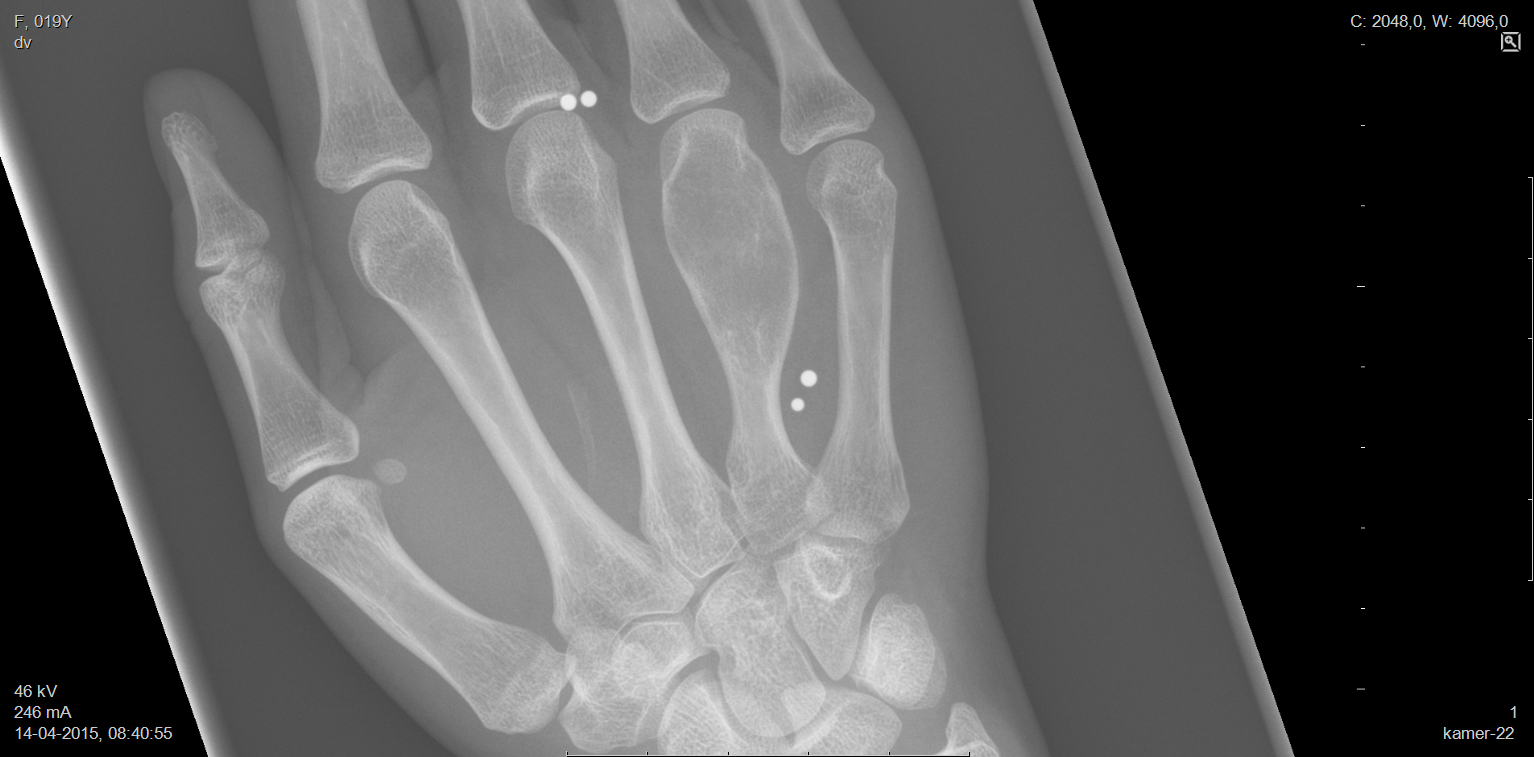 F, 019Y
dv
C: 2048,0, W: 4096,0
46 kV
246 mA
14-04-2015, 08:40:55
1
kamer-22